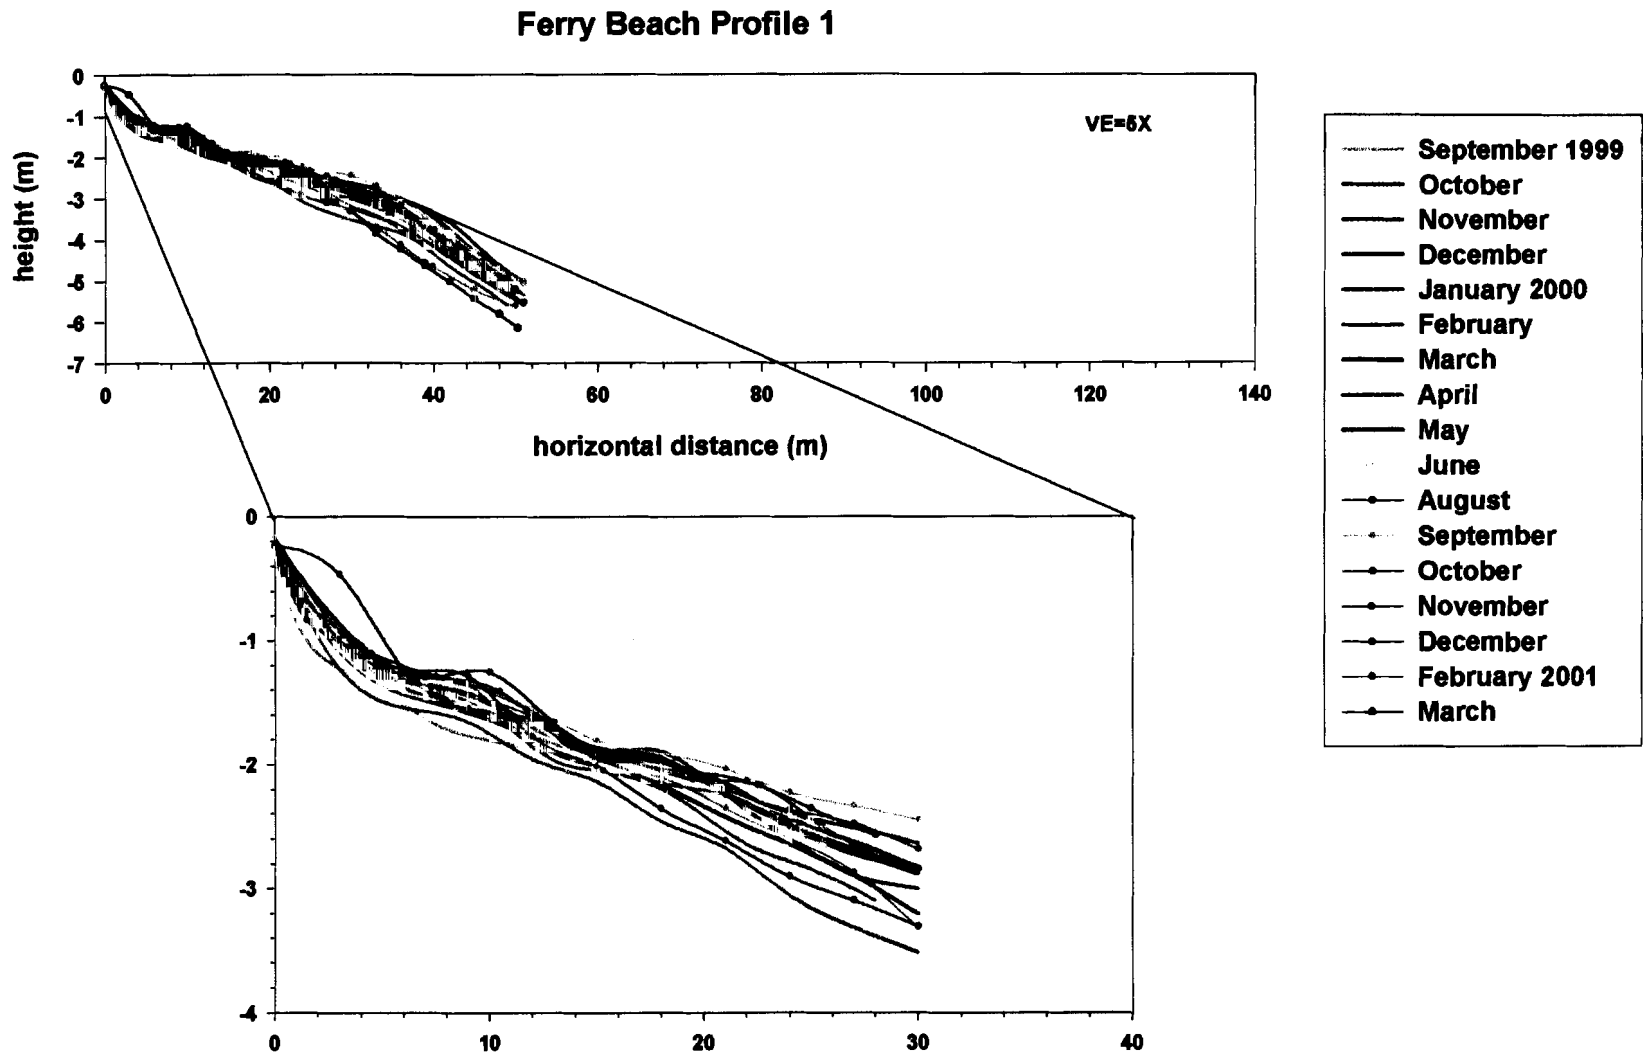 Ferry Beach Profile 1
0
-1
-2
-3
-4
-5
-6
-7
height (m)
VE=5X
0 20 40 60 80 100 120 140
horizontal distance (m)
September 1999
October
November
December
January 2000
February
March
April
May
June
August
September
October
November
December
February 2001
March
0
-1
-2
-3
-4
0 10 20 30 40